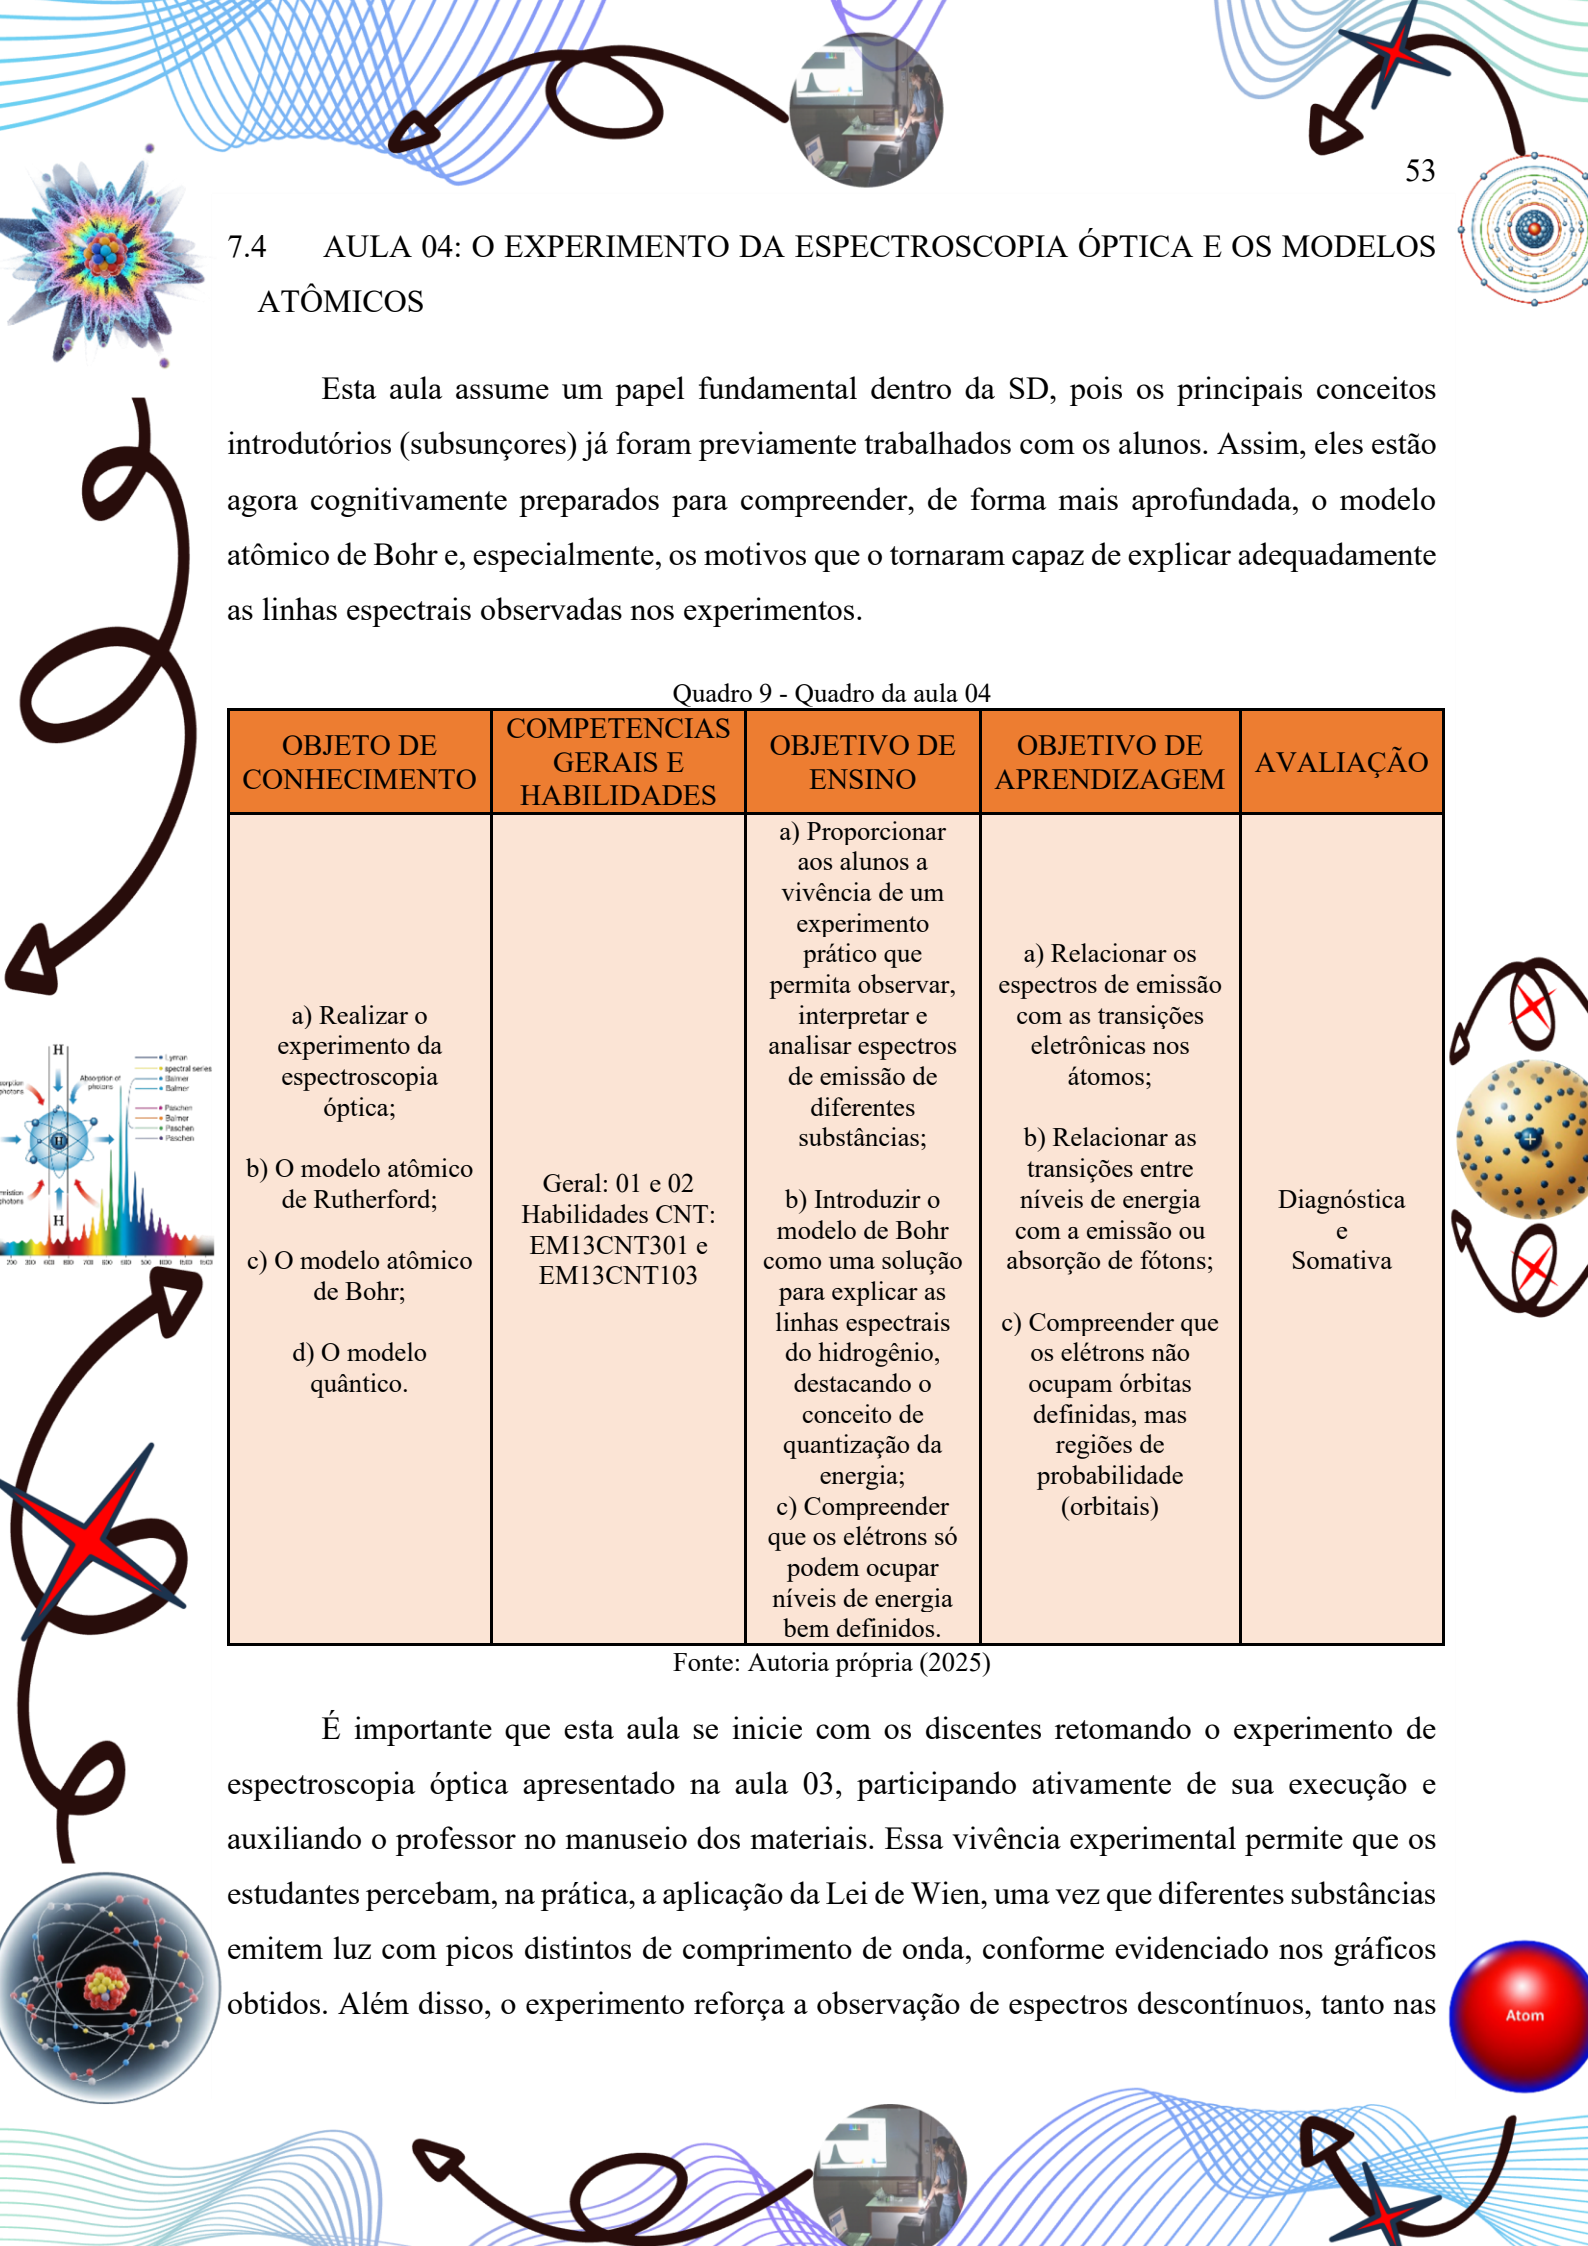 53
7.4 AULA 04: O EXPERIMENTO DA ESPECTROSCOPIA ÓPTICA E OS MODELOS
ATÔMICOS
Esta aula assume um papel fundamental dentro da SD, pois os principais conceitos
introdutórios (subsunçores) já foram previamente trabalhados com os alunos. Assim, eles estão
agora cognitivamente preparados para compreender, de forma mais aprofundada, o modelo
atômico de Bohr e, especialmente, os motivos que o tornaram capaz de explicar adequadamente
as linhas espectrais observadas nos experimentos.
Quadro 9 - Quadro da aula 04
OBJETO DE
CONHECIMENTO
COMPETENCIAS
GERAIS E
HABILIDADES
OBJETIVO DE
ENSINO
OBJETIVO DE
APRENDIZAGEM
AVALIAÇÃO
a) Realizar o
experimento da
espectroscopia
óptica;
b) O modelo atômico
de Rutherford;
c) O modelo atômico
de Bohr;
d) O modelo
quântico.
Geral: 01 e 02
Habilidades CNT:
EM13CNT301 e
EM13CNT103
a) Proporcionar
aos alunos a
vivência de um
experimento
prático que
permita observar,
interpretar e
analisar espectros
de emissão de
diferentes
substâncias;
b) Introduzir o
modelo de Bohr
como uma solução
para explicar as
linhas espectrais
do hidrogênio,
destacando o
conceito de
quantização da
energia;
c) Compreender
que os elétrons só
podem ocupar
níveis de energia
bem definidos.
a) Relacionar os
espectros de emissão
com as transições
eletrônicas nos
átomos;
b) Relacionar as
transições entre
níveis de energia
com a emissão ou
absorção de fótons;
c) Compreender que
os elétrons não
ocupam órbitas
definidas, mas
regiões de
probabilidade
(orbitais)
Diagnóstica
e
Somativa
Fonte: Autoria própria (2025)
É importante que esta aula se inicie com os discentes retomando o experimento de
espectroscopia óptica apresentado na aula 03, participando ativamente de sua execução e
auxiliando o professor no manuseio dos materiais. Essa vivência experimental permite que os
estudantes percebam, na prática, a aplicação da Lei de Wien, uma vez que diferentes substâncias
emitem luz com picos distintos de comprimento de onda, conforme evidenciado nos gráficos
obtidos. Além disso, o experimento reforça a observação de espectros descontínuos, tanto nas
H
Absorption of
photons
H
H
Lyman
spectral series
Balmer
Balmer
Paschen
Balmer
Paschen
Paschen
Atom